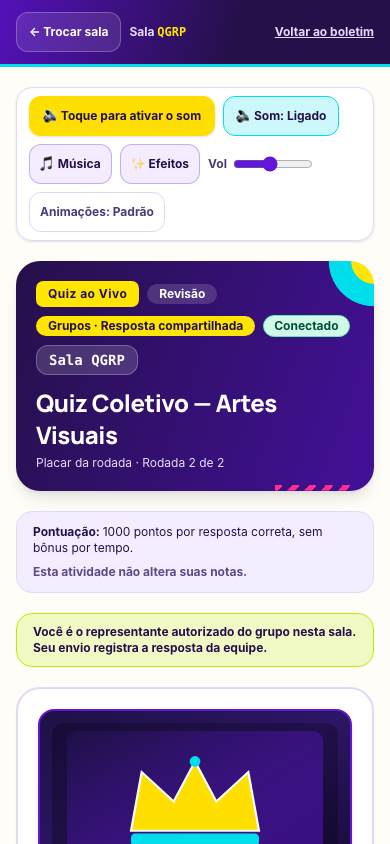 ← Trocar sala
Sala QGRP
Voltar ao boletim
🔈 Toque para ativar o som
🔈 Som: Ligado
🎵 Música
✨ Efeitos
Vol
Animações: Padrão
Quiz ao Vivo
Revisão
Grupos · Resposta compartilhada
Conectado
Sala QGRP
Quiz Coletivo — Artes
Visuais
Placar da rodada · Rodada 2 de 2
Pontuação: 1000 pontos por resposta correta, sem
bônus por tempo.
Esta atividade não altera suas notas.
Você é o representante autorizado do grupo nesta sala.
Seu envio registra a resposta da equipe.